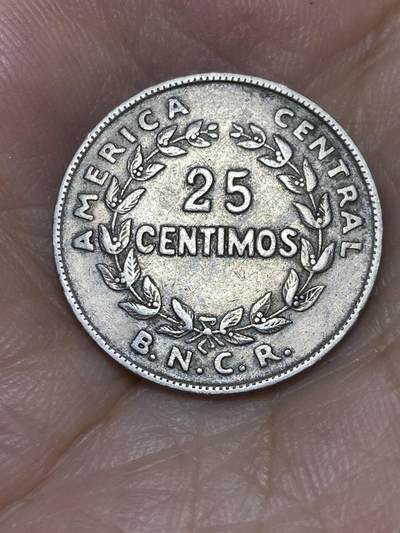 AMERICA CENTRAL
25
CENTIMOS
B.N.C.R.